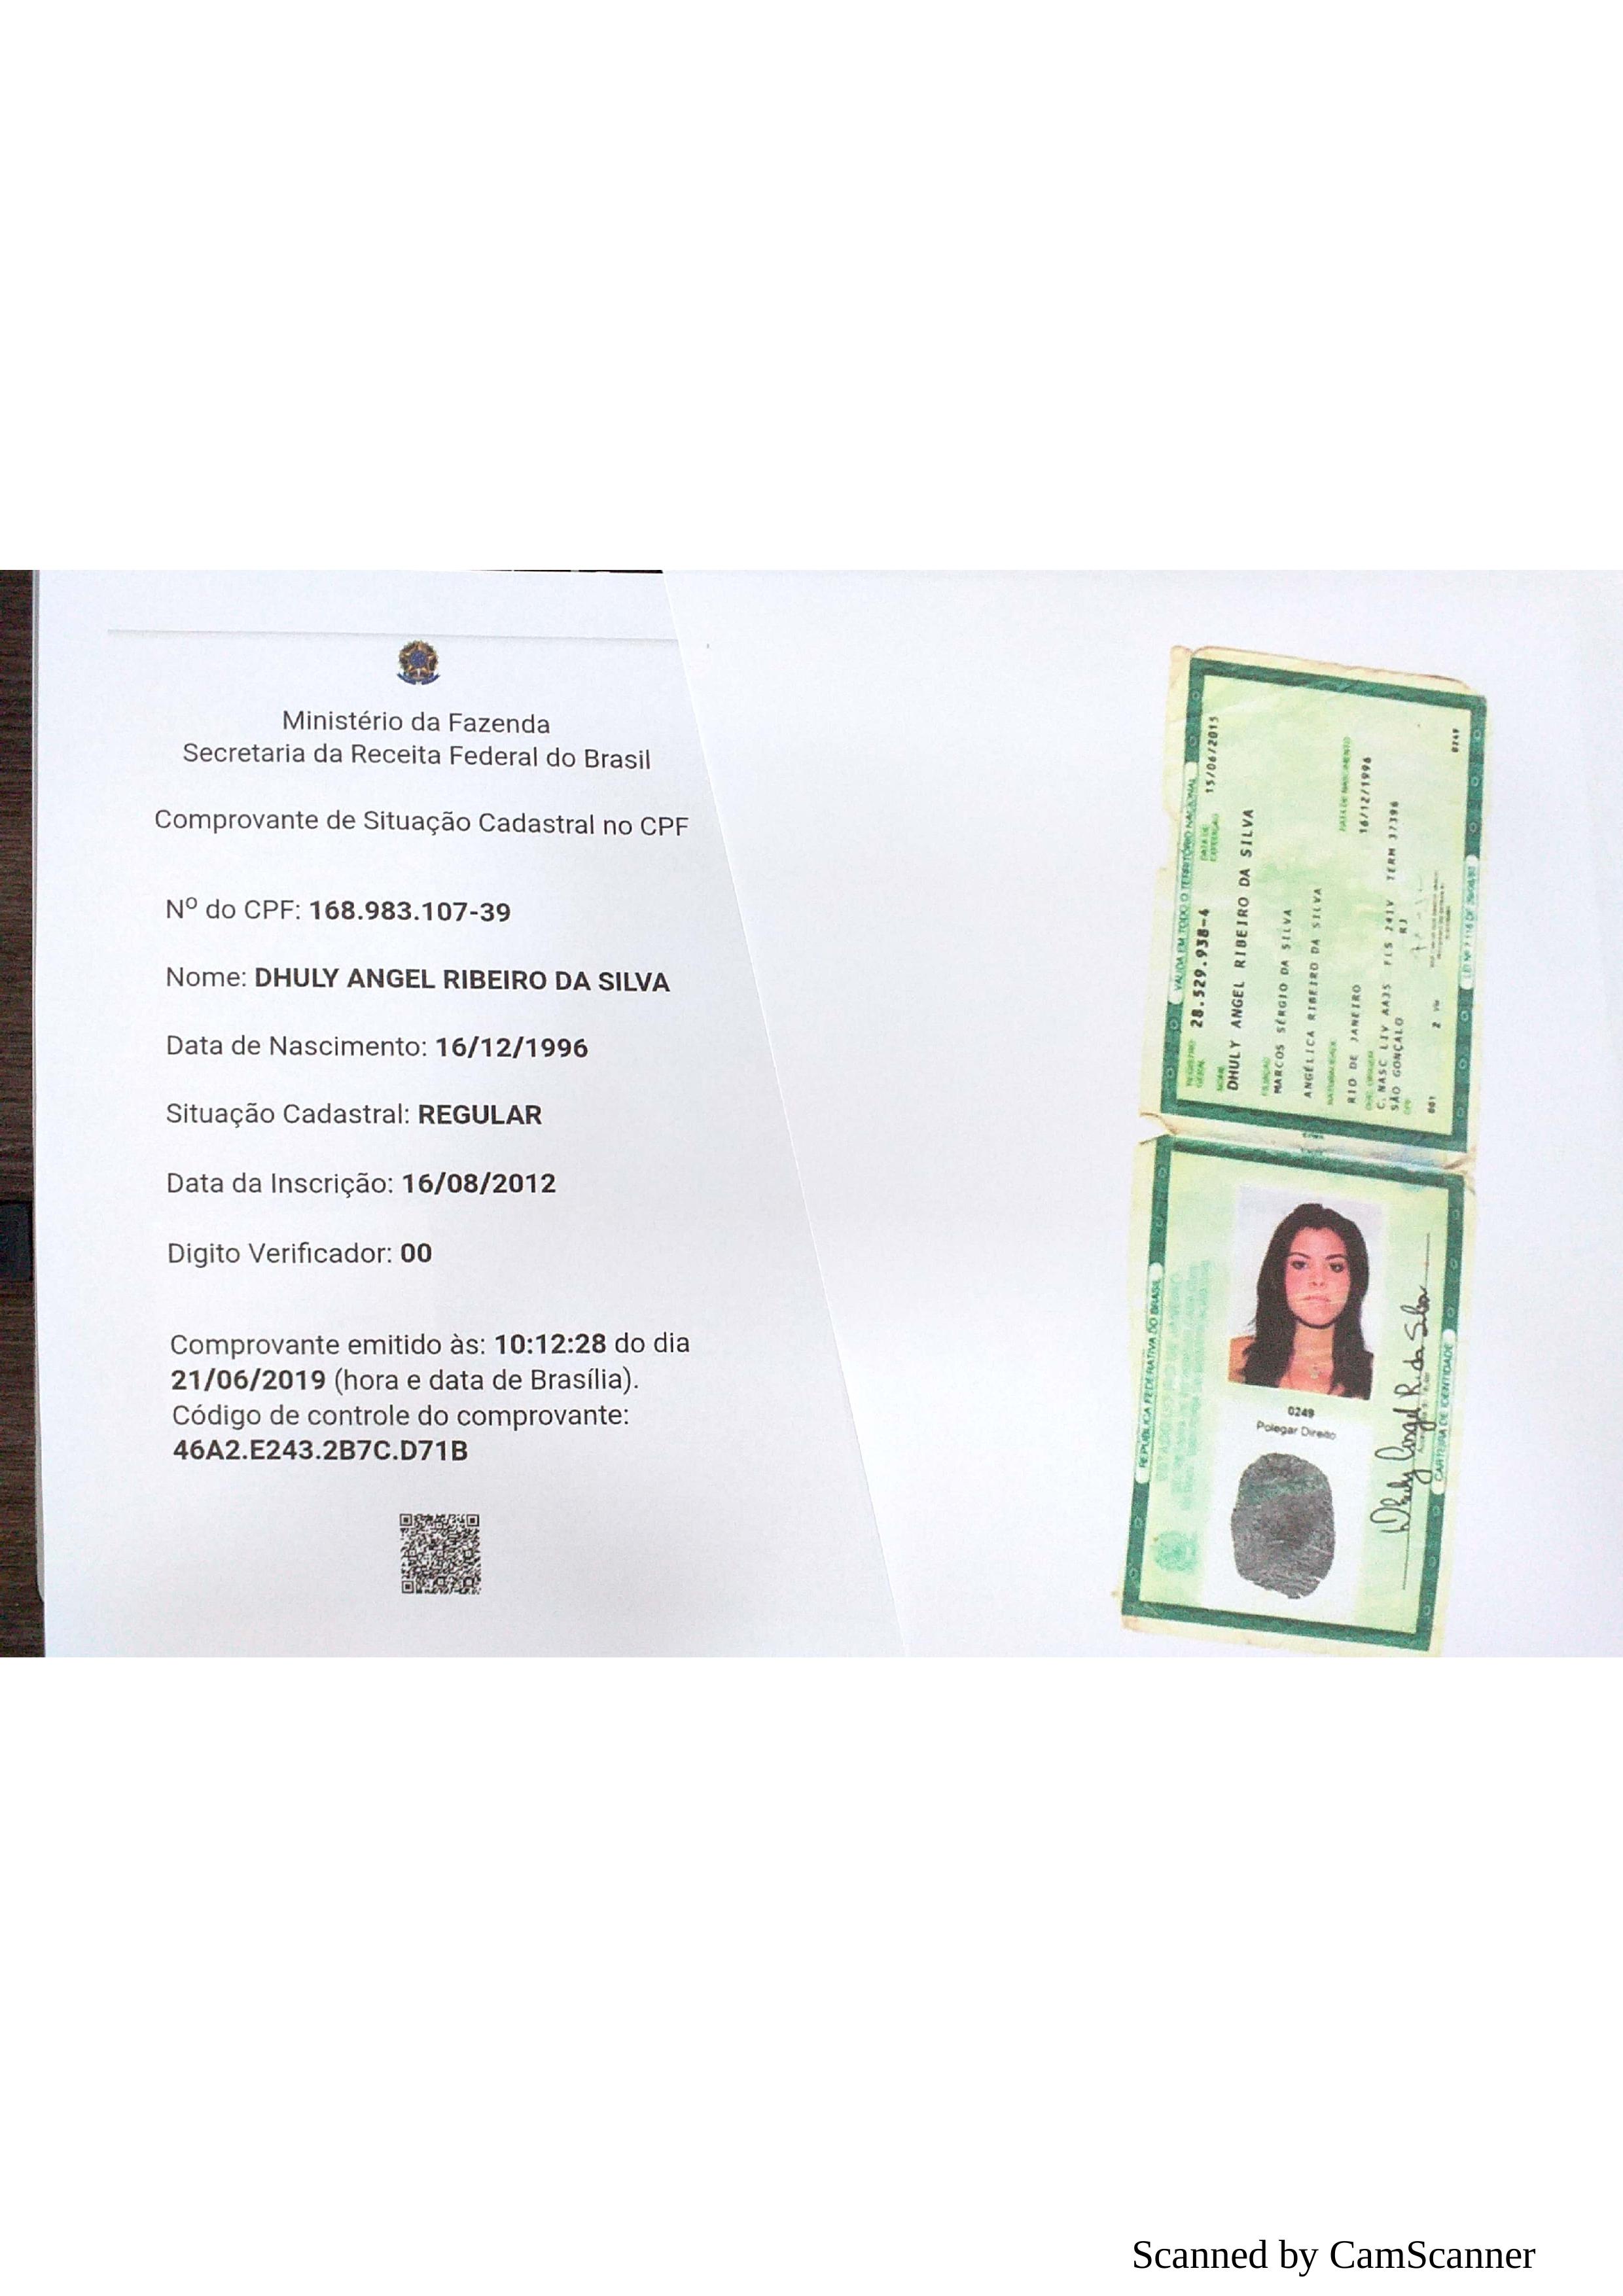 Ministério da Fazenda
Secretaria da Receita Federal do Brasil
Comprovante de Situação Cadastral no CPF
Nº do CPF: 168.983.107-39
Nome: DHULY ANGEL RIBEIRO DA SILVA
Data de Nascimento: 16/12/1996
Situação Cadastral: REGULAR
Data da Inscrição: 16/08/2012
Digito Verificador: 00
Comprovante emitido às: 10:12:28 do dia
21/06/2019 (hora e data de Brasília).
Código de controle do comprovante:
46A2.E243.2B7C.D71B
VÁLIDA EM TODO O TERRITÓRIO NACIONAL
REGISTRO GERAL 28.529.938-4 DATA DE EXPEDIÇÃO 15/06/2015
NOME
DHULY ANGEL RIBEIRO DA SILVA
FILIAÇÃO
MARCOS SÉRGIO DA SILVA
ANGÉLICA RIBEIRO DA SILVA
NATURALIDADE DATA DE NASCIMENTO
RIO DE JANEIRO 16/12/1996
DOC. ORIGEM
C. NASC LIV AA35 FLS 241V TERM 37396
SÃO GONÇALO RJ
CPF
001 2 Via 0249
LEI Nº 7.116 DE 29/08/83
REPÚBLICA FEDERATIVA DO BRASIL
0249
Polegar Direito
Dhuly Angel R. da Silva
CARTEIRA DE IDENTIDADE
Scanned by CamScanner